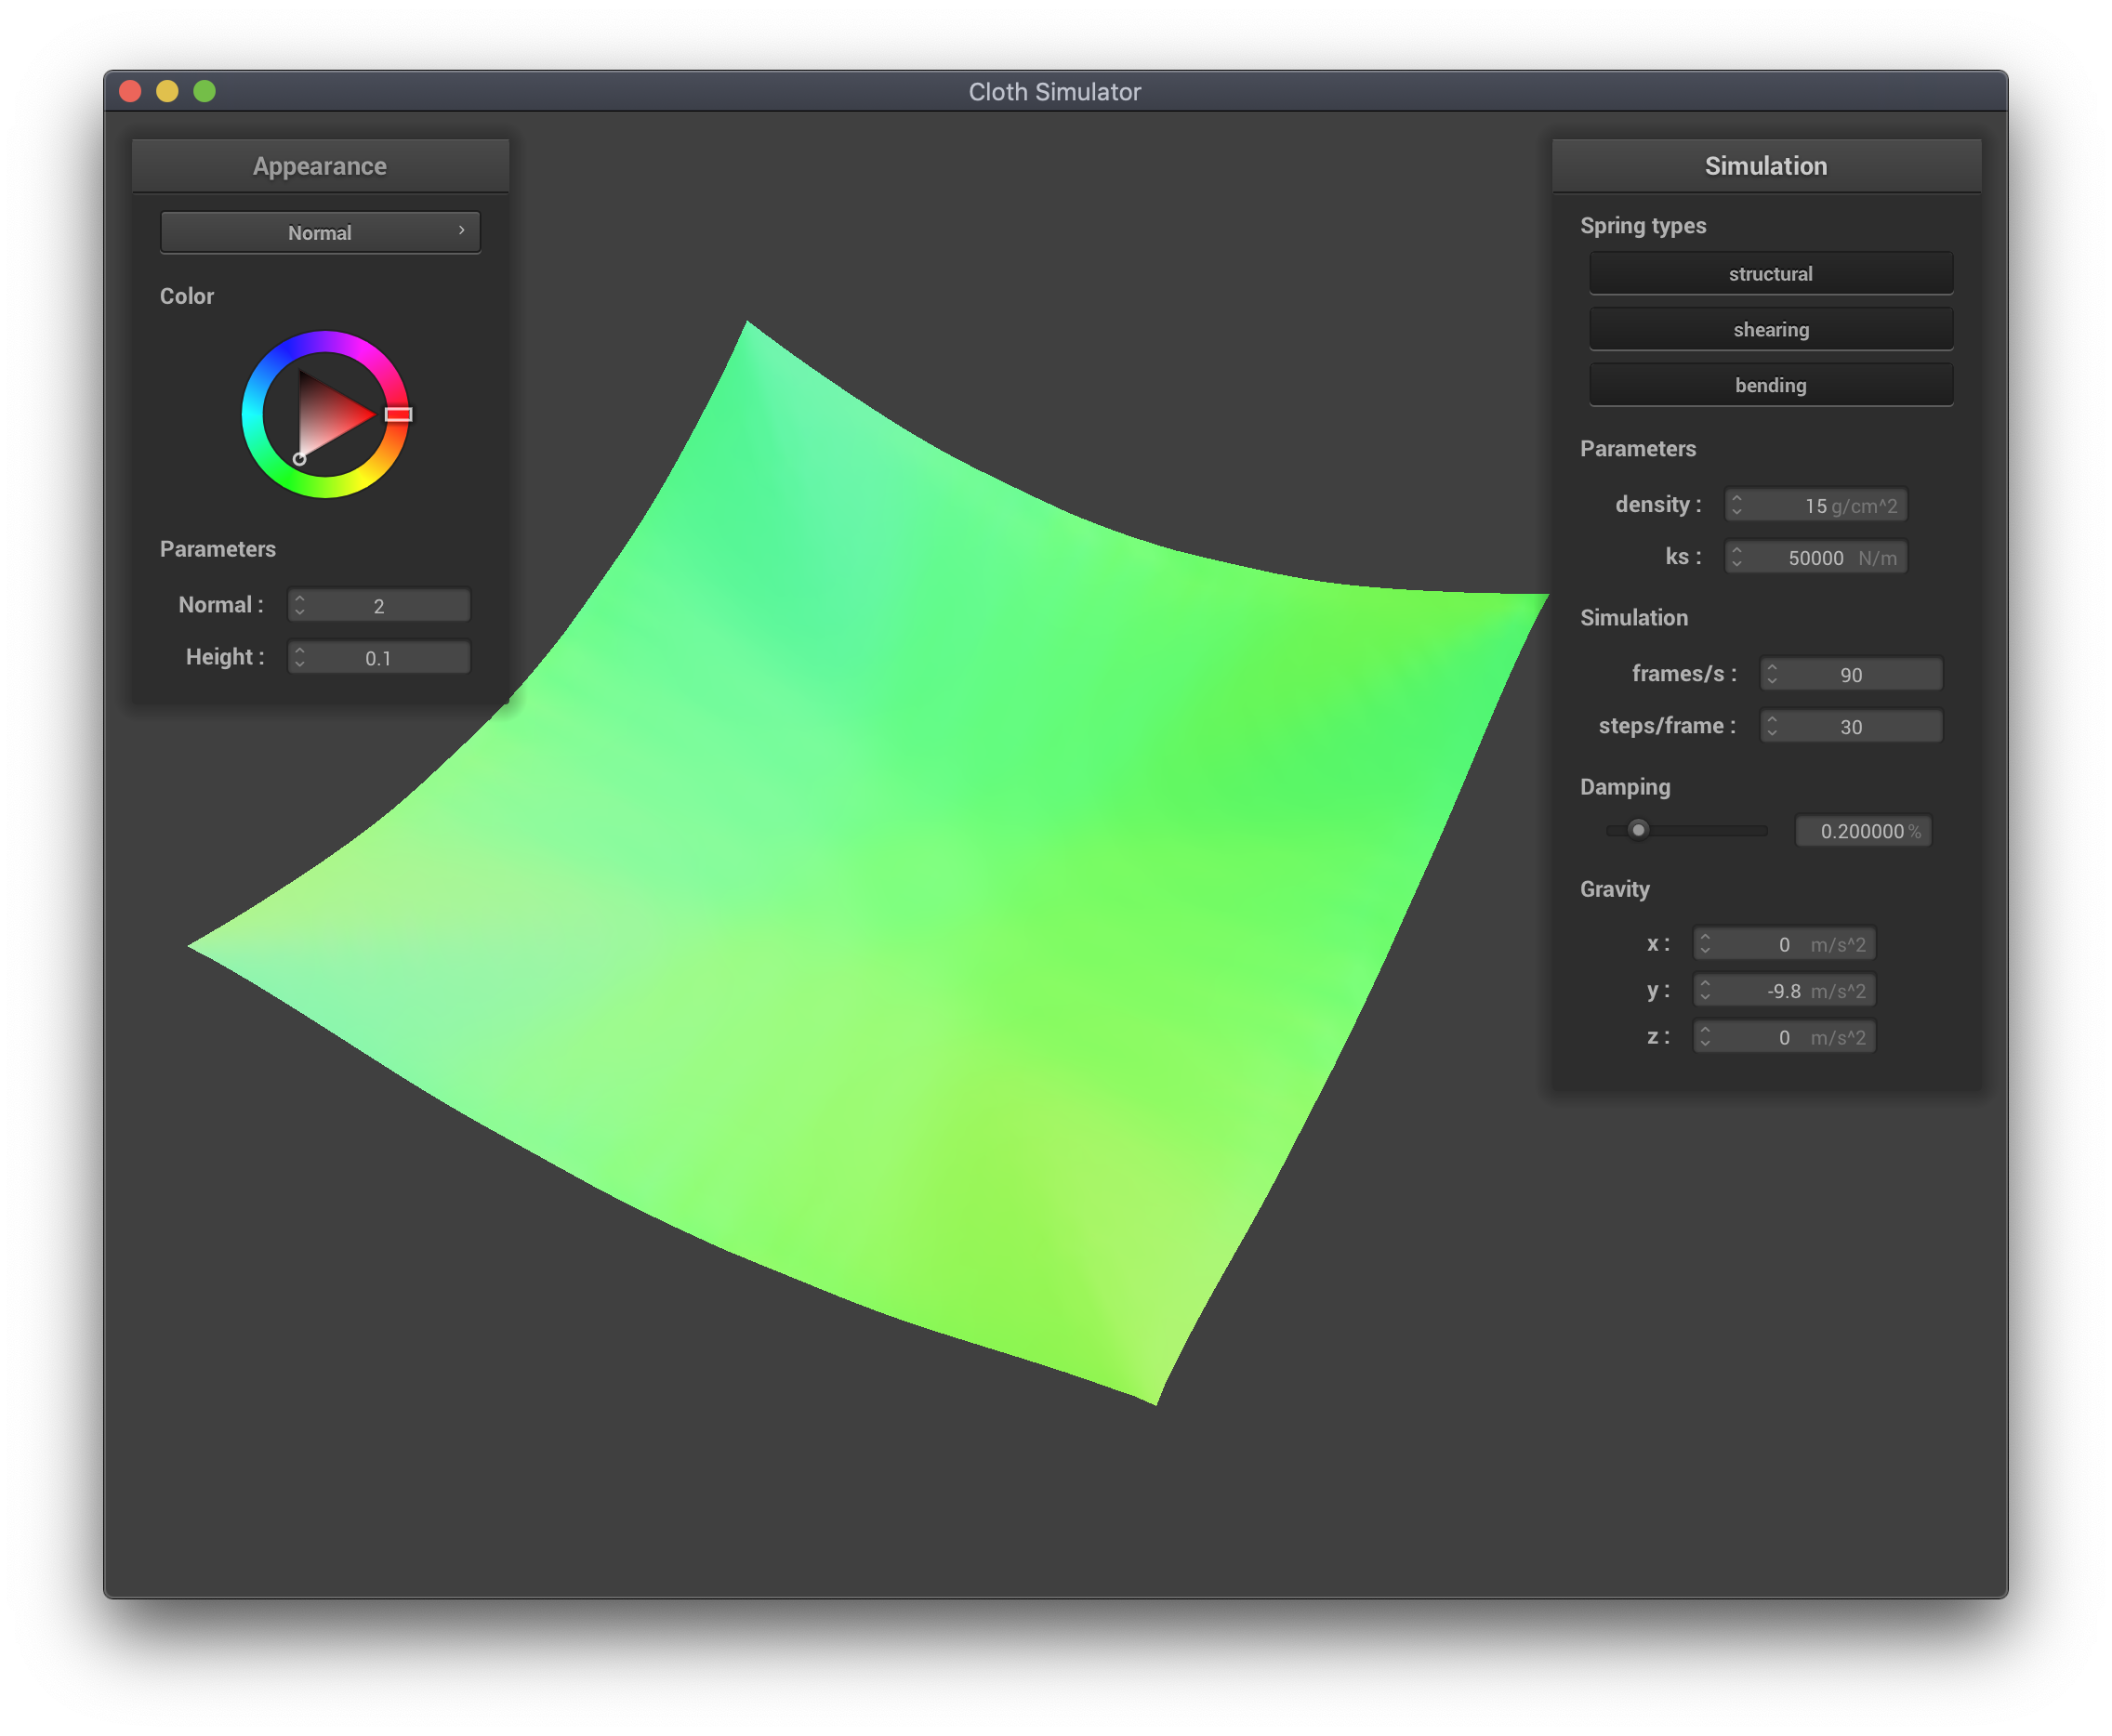 Cloth Simulator
Appearance
Normal
Color
Parameters
Normal : 2
Height : 0.1
Simulation
Spring types
structural
shearing
bending
Parameters
density : 15 g/cm^2
ks : 50000 N/m
Simulation
frames/s : 90
steps/frame : 30
Damping
0.200000 %
Gravity
x : 0 m/s^2
y : -9.8 m/s^2
z : 0 m/s^2